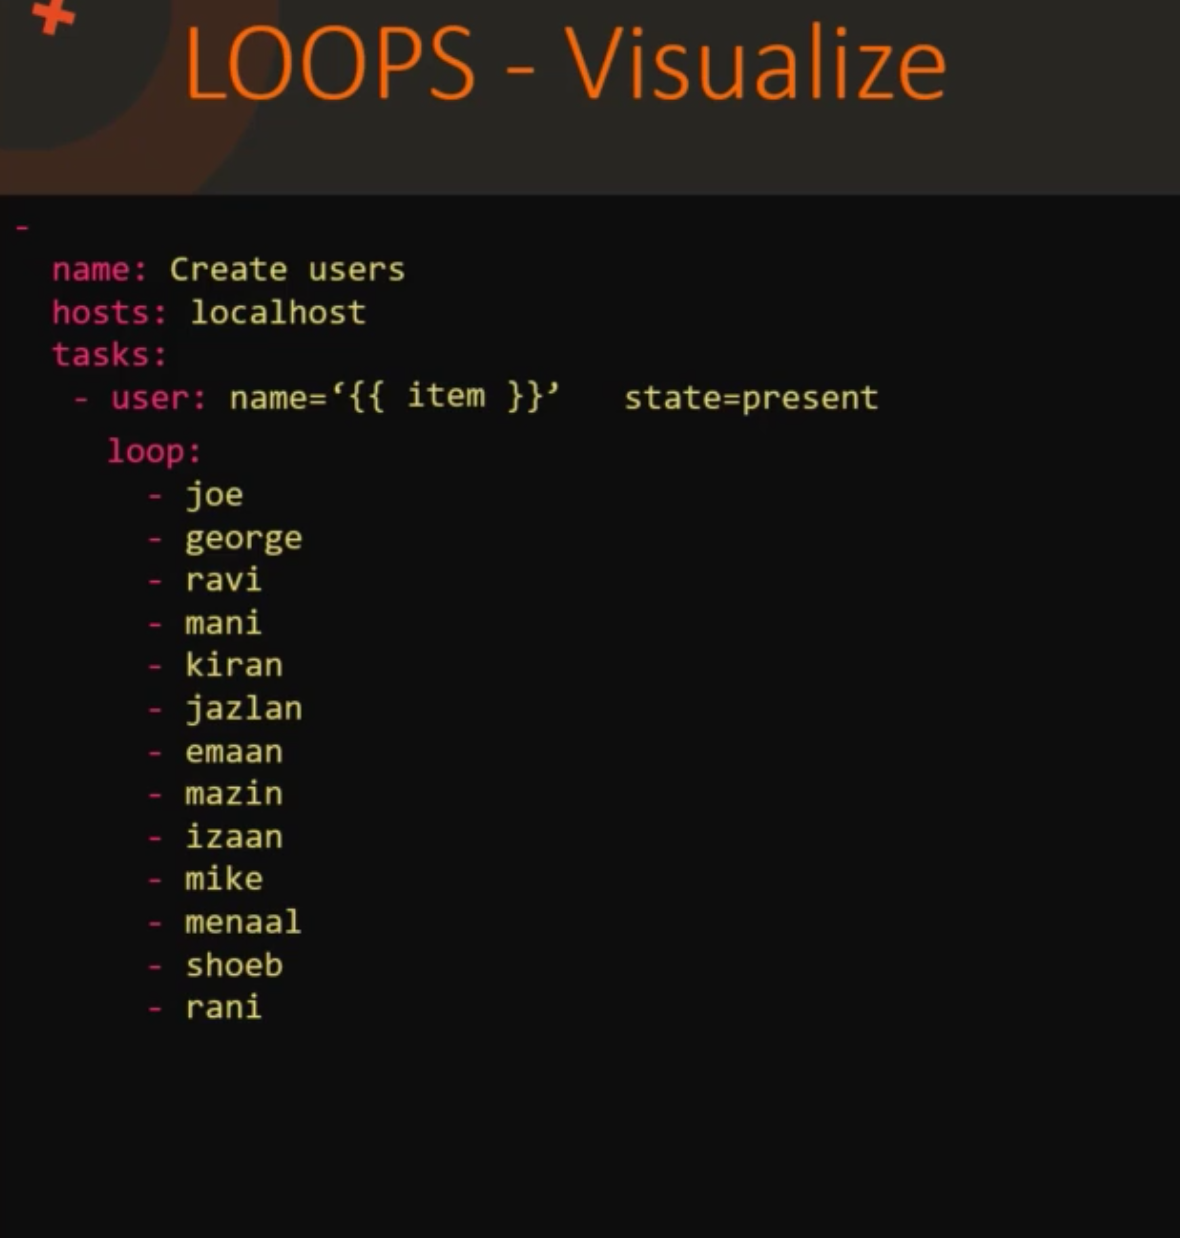 LOOPS - Visualize
-
name: Create users
hosts: localhost
tasks:
- user: name=‘{{ item }}’ state=present
loop:
- joe
- george
- ravi
- mani
- kiran
- jazlan
- emaan
- mazin
- izaan
- mike
- menaal
- shoeb
- rani